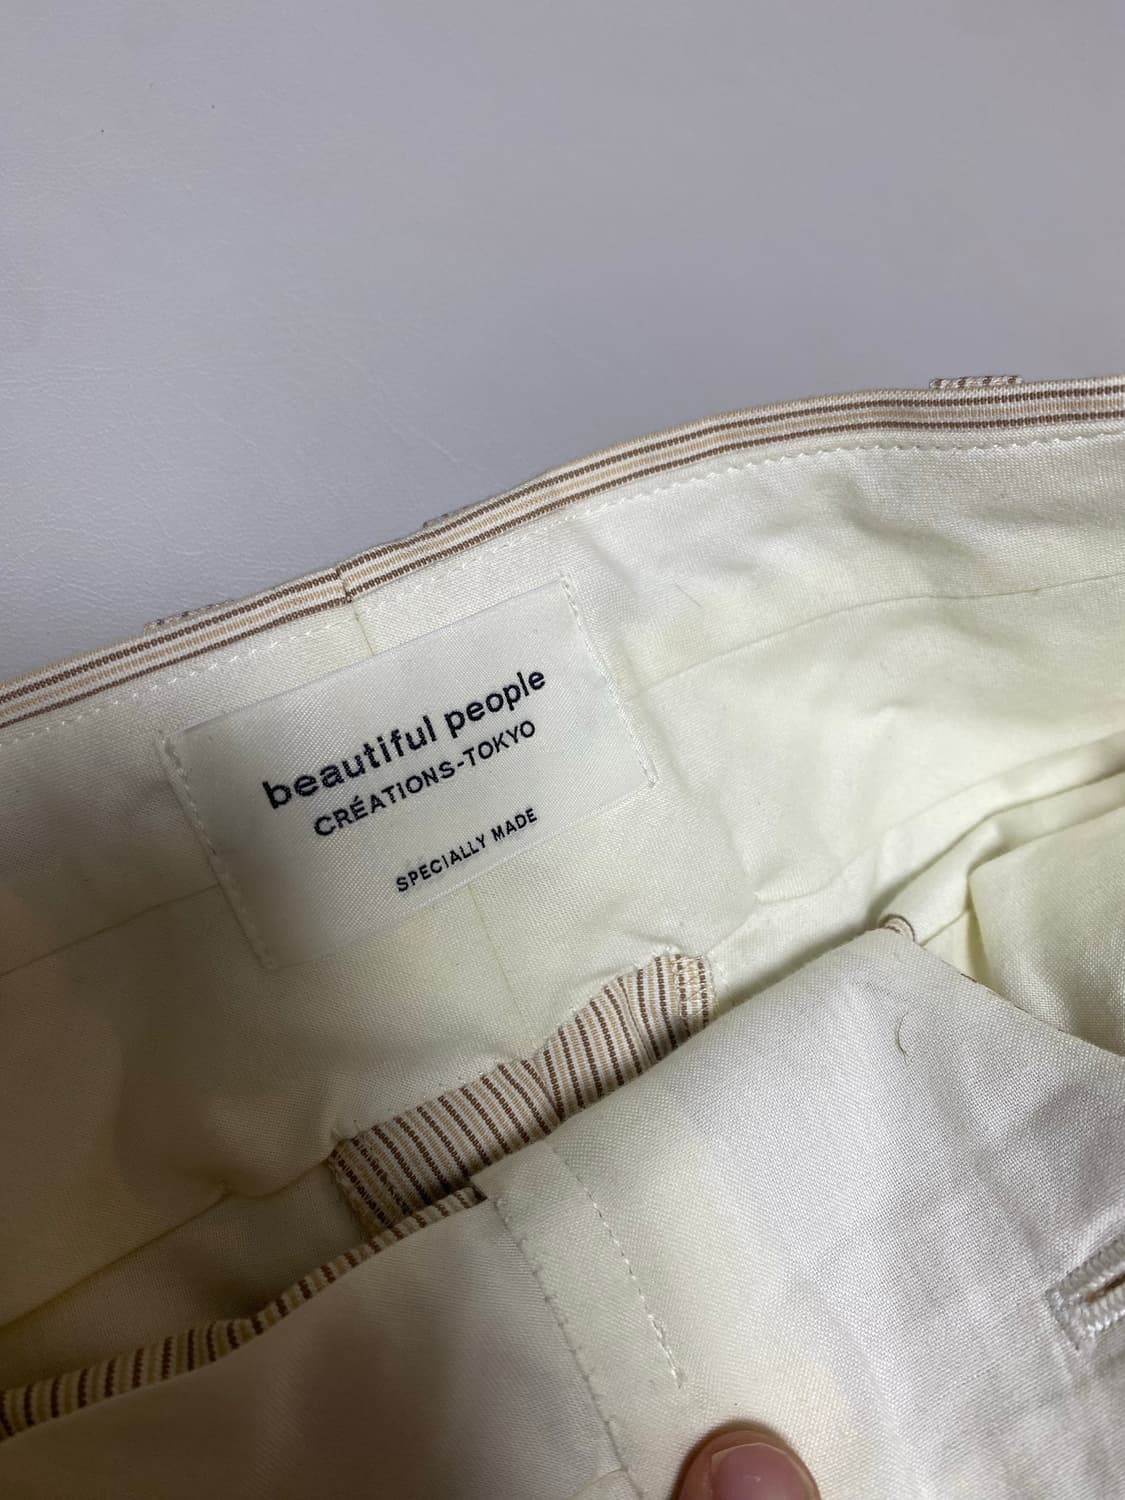 beautiful people
CRÉATIONS-TOKYO
SPECIALLY MADE